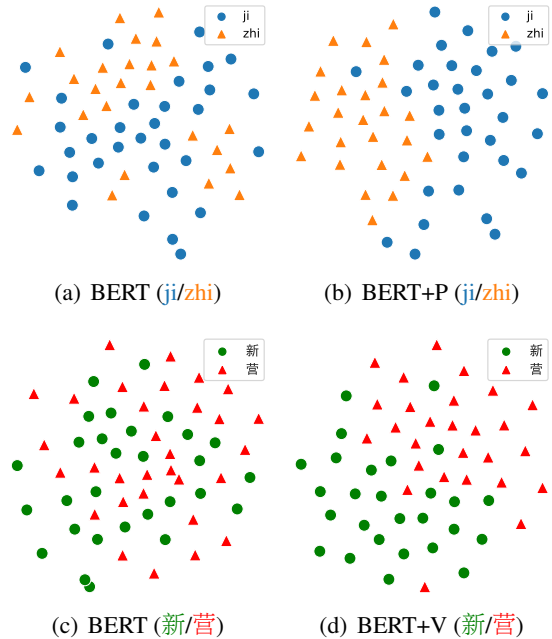 ji
zhi
ji
zhi
(a) BERT (ji/zhi)
(b) BERT+P (ji/zhi)
新
营
新
营
(c) BERT (新/营)
(d) BERT+V (新/营)